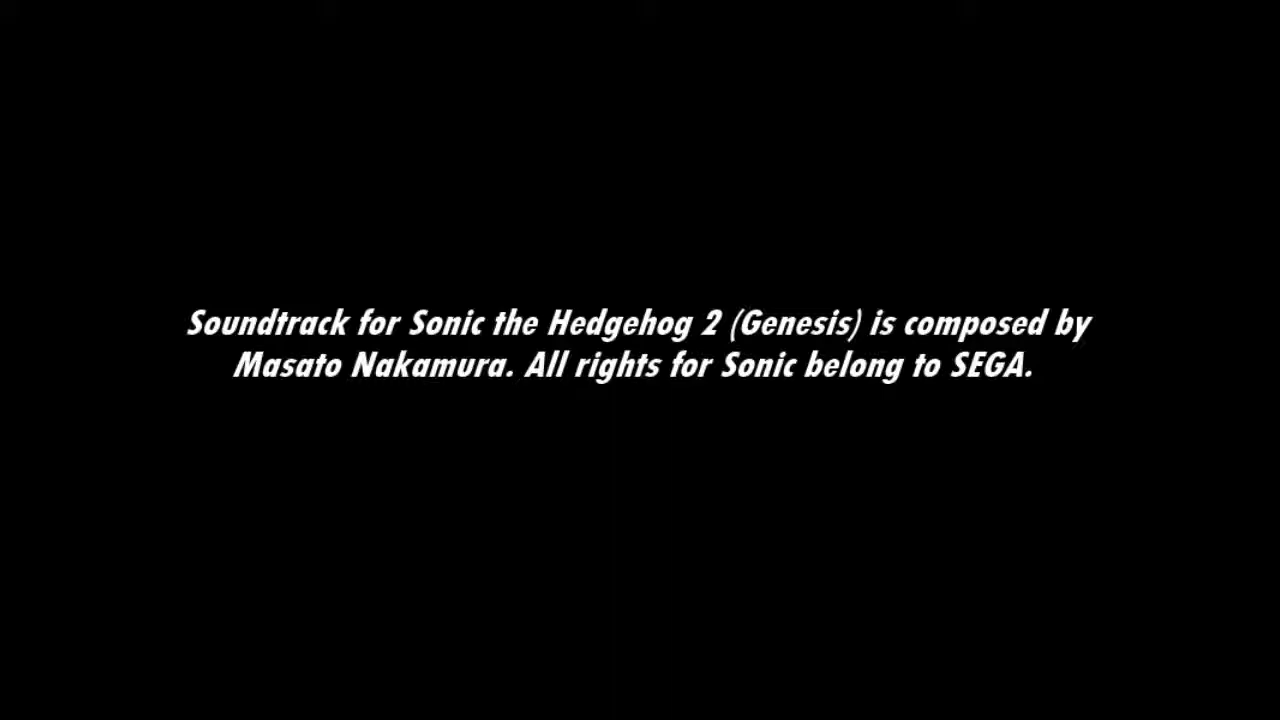 Soundtrack for Sonic the Hedgehog 2 (Genesis) is composed by
Masato Nakamura. All rights for Sonic belong to SEGA.